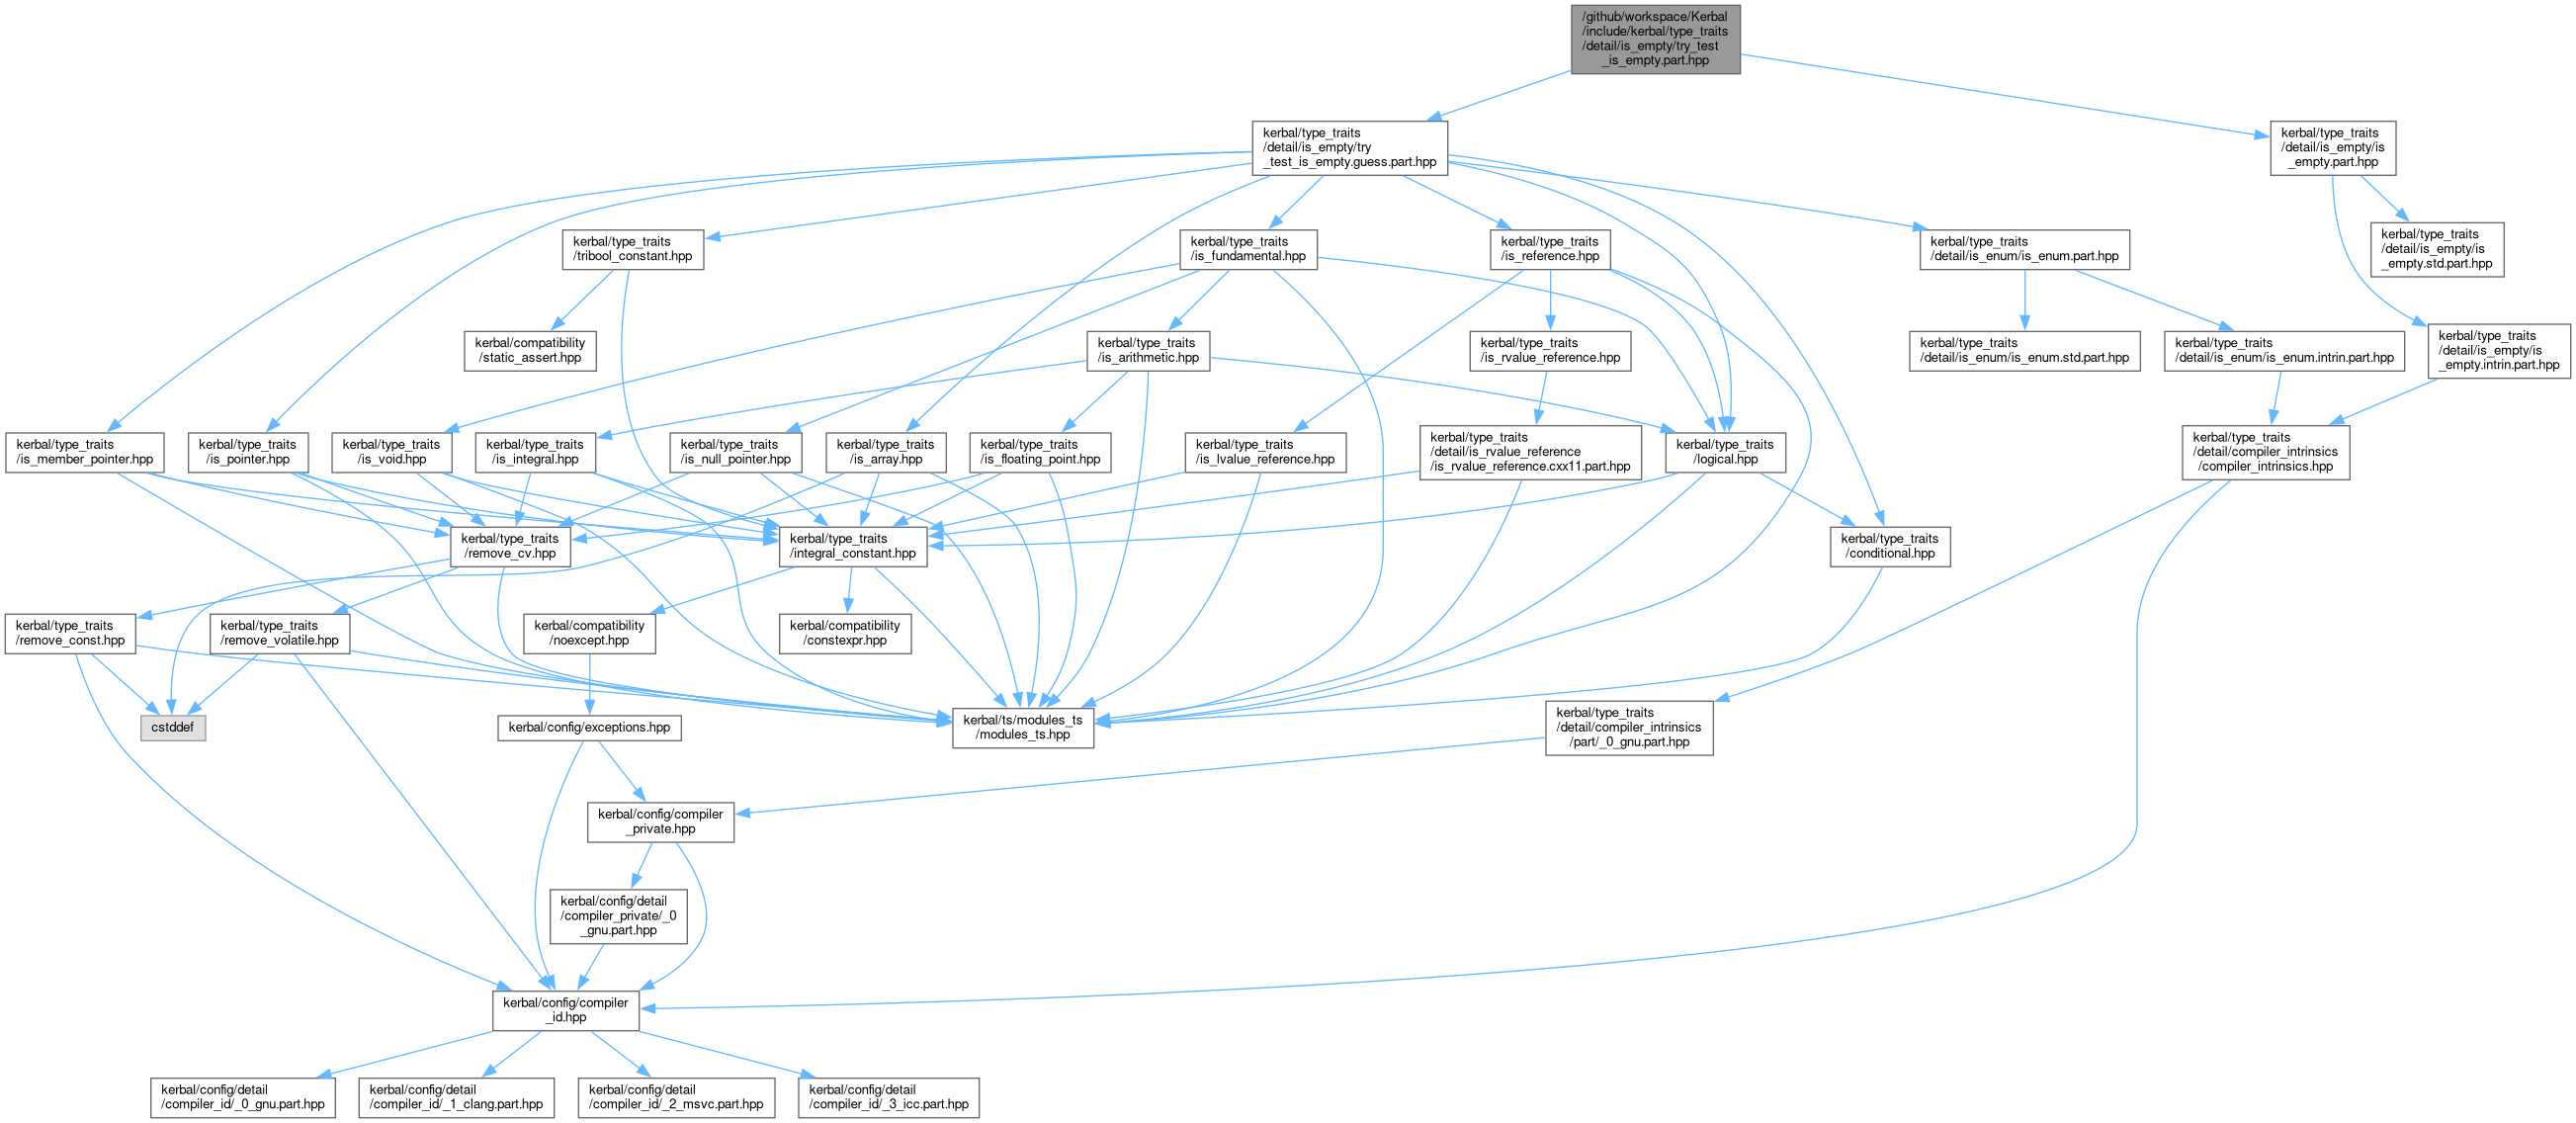 /github/workspace/Kerbal
/include/kerbal/type_traits
/detail/is_empty/try_test
_is_empty.part.hpp
kerbal/type_traits
/detail/is_empty/try
_test_is_empty.guess.part.hpp
kerbal/type_traits
/detail/is_empty/is
_empty.part.hpp
kerbal/type_traits
/tribool_constant.hpp
kerbal/type_traits
/is_fundamental.hpp
kerbal/type_traits
/is_reference.hpp
kerbal/type_traits
/detail/is_enum/is_enum.part.hpp
kerbal/type_traits
/detail/is_empty/is
_empty.std.part.hpp
kerbal/compatibility
/static_assert.hpp
kerbal/type_traits
/is_arithmetic.hpp
kerbal/type_traits
/is_rvalue_reference.hpp
kerbal/type_traits
/detail/is_enum/is_enum.std.part.hpp
kerbal/type_traits
/detail/is_enum/is_enum.intrin.part.hpp
kerbal/type_traits
/detail/is_empty/is
_empty.intrin.part.hpp
kerbal/type_traits
/is_member_pointer.hpp
kerbal/type_traits
/is_pointer.hpp
kerbal/type_traits
/is_void.hpp
kerbal/type_traits
/is_integral.hpp
kerbal/type_traits
/is_null_pointer.hpp
kerbal/type_traits
/is_array.hpp
kerbal/type_traits
/is_floating_point.hpp
kerbal/type_traits
/is_lvalue_reference.hpp
kerbal/type_traits
/detail/is_rvalue_reference
/is_rvalue_reference.cxx11.part.hpp
kerbal/type_traits
/logical.hpp
kerbal/type_traits
/detail/compiler_intrinsics
/compiler_intrinsics.hpp
kerbal/type_traits
/remove_cv.hpp
kerbal/type_traits
/integral_constant.hpp
kerbal/type_traits
/conditional.hpp
kerbal/type_traits
/remove_const.hpp
kerbal/type_traits
/remove_volatile.hpp
kerbal/compatibility
/noexcept.hpp
kerbal/compatibility
/constexpr.hpp
cstddef
kerbal/config/exceptions.hpp
kerbal/ts/modules_ts
/modules_ts.hpp
kerbal/type_traits
/detail/compiler_intrinsics
/part/_0_gnu.part.hpp
kerbal/config/compiler
_private.hpp
kerbal/config/detail
/compiler_private/_0
_gnu.part.hpp
kerbal/config/compiler
_id.hpp
kerbal/config/detail
/compiler_id/_0_gnu.part.hpp
kerbal/config/detail
/compiler_id/_1_clang.part.hpp
kerbal/config/detail
/compiler_id/_2_msvc.part.hpp
kerbal/config/detail
/compiler_id/_3_icc.part.hpp